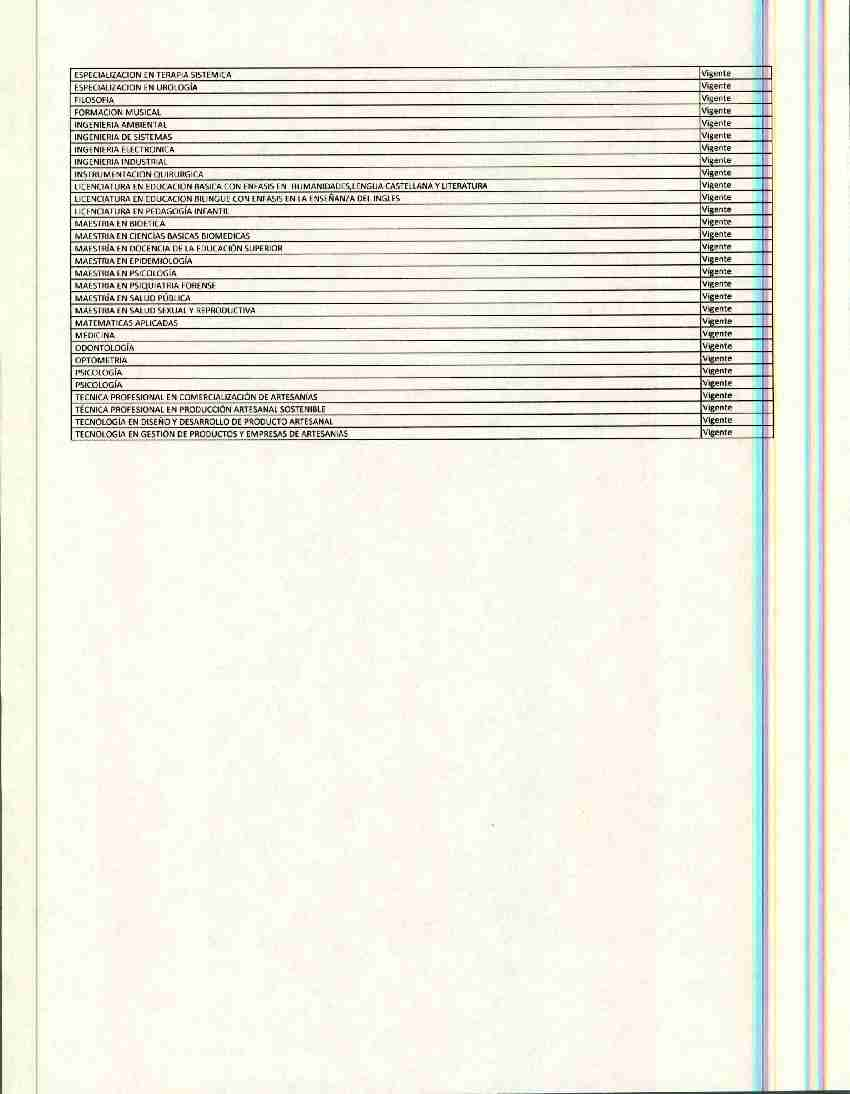 ESPECIALIZACION EN TERAPIA SISTEMICA Vigente
ESPECIALIZACION EN UROLOGÍA Vigente
FILOSOFIA Vigente
FORMACION MUSICAL Vigente
INGENIERIA AMBIENTAL Vigente
INGENIERIA DE SISTEMAS Vigente
INGENIERIA ELECTRONICA Vigente
INGENIERIA INDUSTRIAL Vigente
INSTRUMENTACION QUIRURGICA Vigente
LICENCIATURA EN EDUCACION BASICA CON ENFASIS EN HUMANIDADES,LENGUA CASTELLANA Y LITERATURA Vigente
LICENCIATURA EN EDUCACION BILINGUE CON ENFASIS EN LA ENSEÑANZA DEL INGLES Vigente
LICENCIATURA EN PEDAGOGÍA INFANTIL Vigente
MAESTRIA EN BIOETICA Vigente
MAESTRIA EN CIENCIAS BASICAS BIOMEDICAS Vigente
MAESTRÍA EN DOCENCIA DE LA EDUCACIÓN SUPERIOR Vigente
MAESTRIA EN EPIDEMIOLOGÍA Vigente
MAESTRIA EN PSICOLOGÍA Vigente
MAESTRIA EN PSIQUIATRIA FORENSE Vigente
MAESTRÍA EN SALUD PÚBLICA Vigente
MAESTRIA EN SALUD SEXUAL Y REPRODUCTIVA Vigente
MATEMATICAS APLICADAS Vigente
MEDICINA Vigente
ODONTOLOGÍA Vigente
OPTOMETRIA Vigente
PSICOLOGÍA Vigente
PSICOLOGÍA Vigente
TECNICA PROFESIONAL EN COMERCIALIZACIÓN DE ARTESANÍAS Vigente
TÉCNICA PROFESIONAL EN PRODUCCIÓN ARTESANAL SOSTENIBLE Vigente
TECNOLOGÍA EN DISEÑO Y DESARROLLO DE PRODUCTO ARTESANAL Vigente
TECNOLOGIA EN GESTION DE PRODUCTOS Y EMPRESAS DE ARTESANIAS Vigente